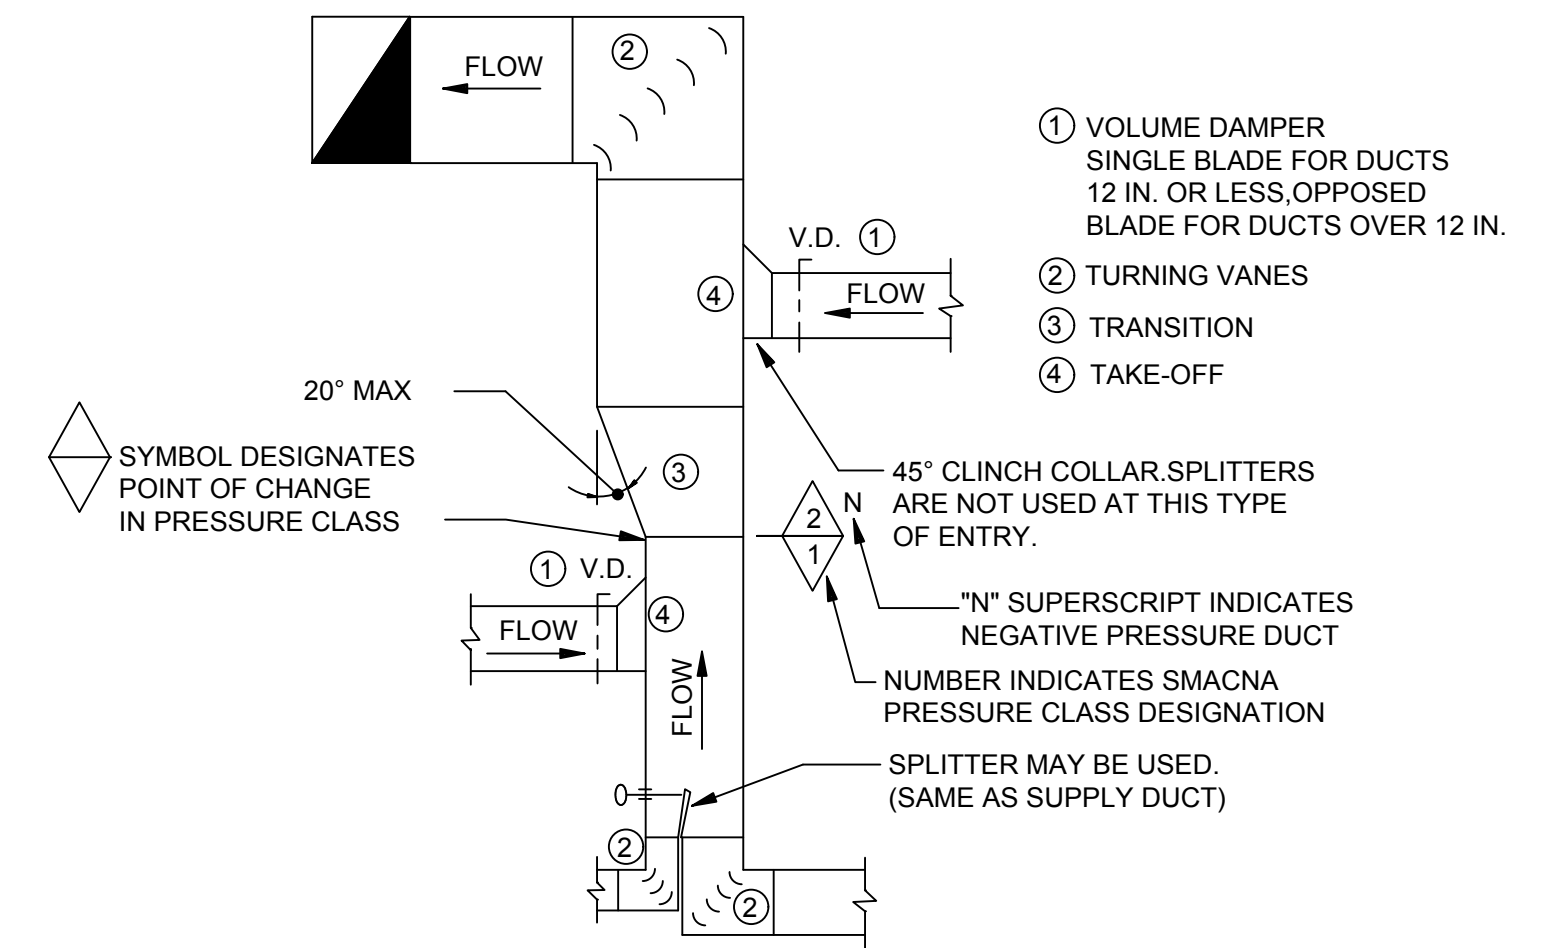 FLOW
2
1 VOLUME DAMPER
SINGLE BLADE FOR DUCTS
12 IN. OR LESS,OPPOSED
BLADE FOR DUCTS OVER 12 IN.
2 TURNING VANES
3 TRANSITION
4 TAKE-OFF
V.D. 1
4
FLOW
20° MAX
SYMBOL DESIGNATES
POINT OF CHANGE
IN PRESSURE CLASS
3
45° CLINCH COLLAR.SPLITTERS
ARE NOT USED AT THIS TYPE
OF ENTRY.
2 N
1
1 V.D.
4
FLOW
"N" SUPERSCRIPT INDICATES
NEGATIVE PRESSURE DUCT
FLOW
NUMBER INDICATES SMACNA
PRESSURE CLASS DESIGNATION
SPLITTER MAY BE USED.
(SAME AS SUPPLY DUCT)
2
2